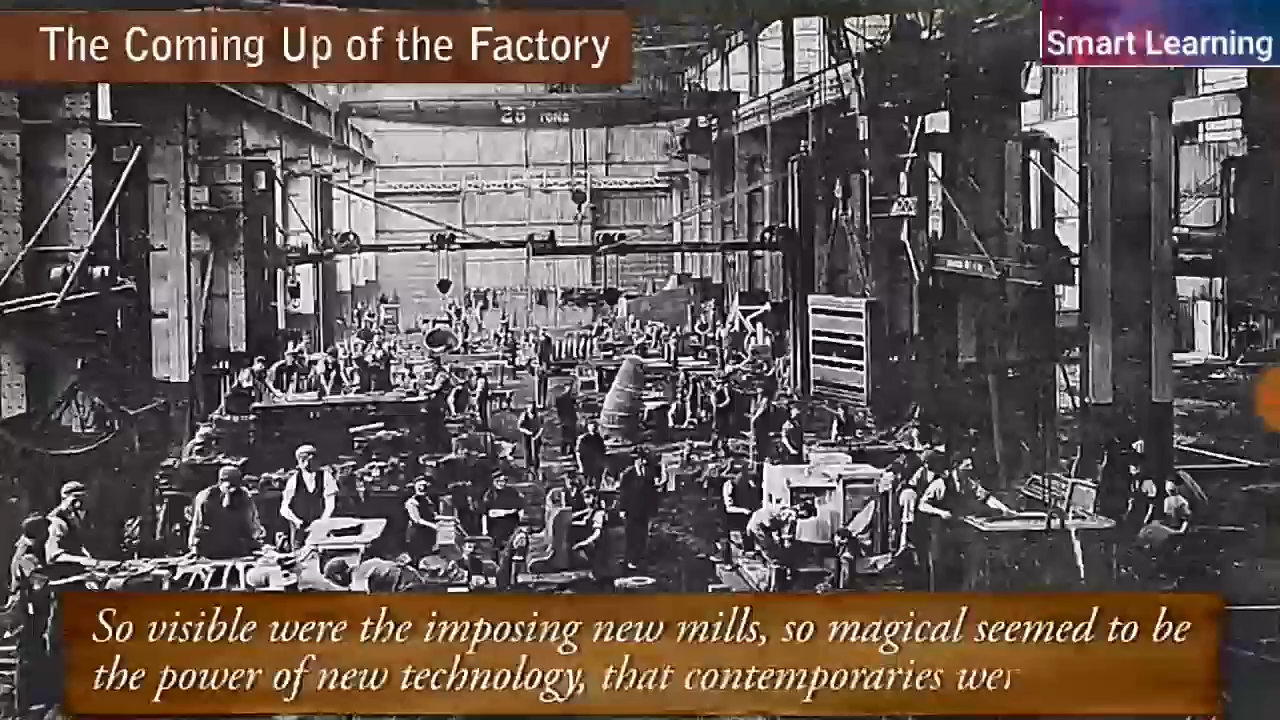 The Coming Up of the Factory
Smart Learning
25 TONS
So visible were the imposing new mills, so magical seemed to be
the power of new technology, that contemporaries wer